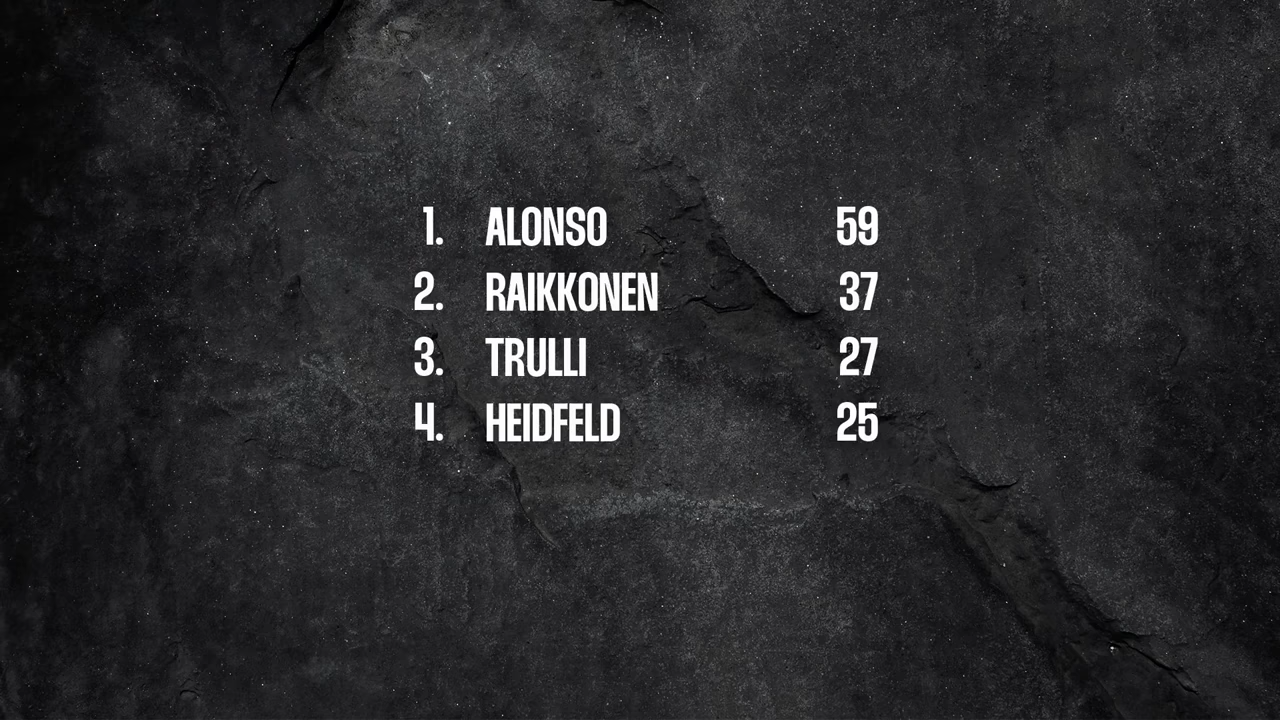 1. ALONSO 59
2. RAIKKONEN 37
3. TRULLI 27
4. HEIDFELD 25